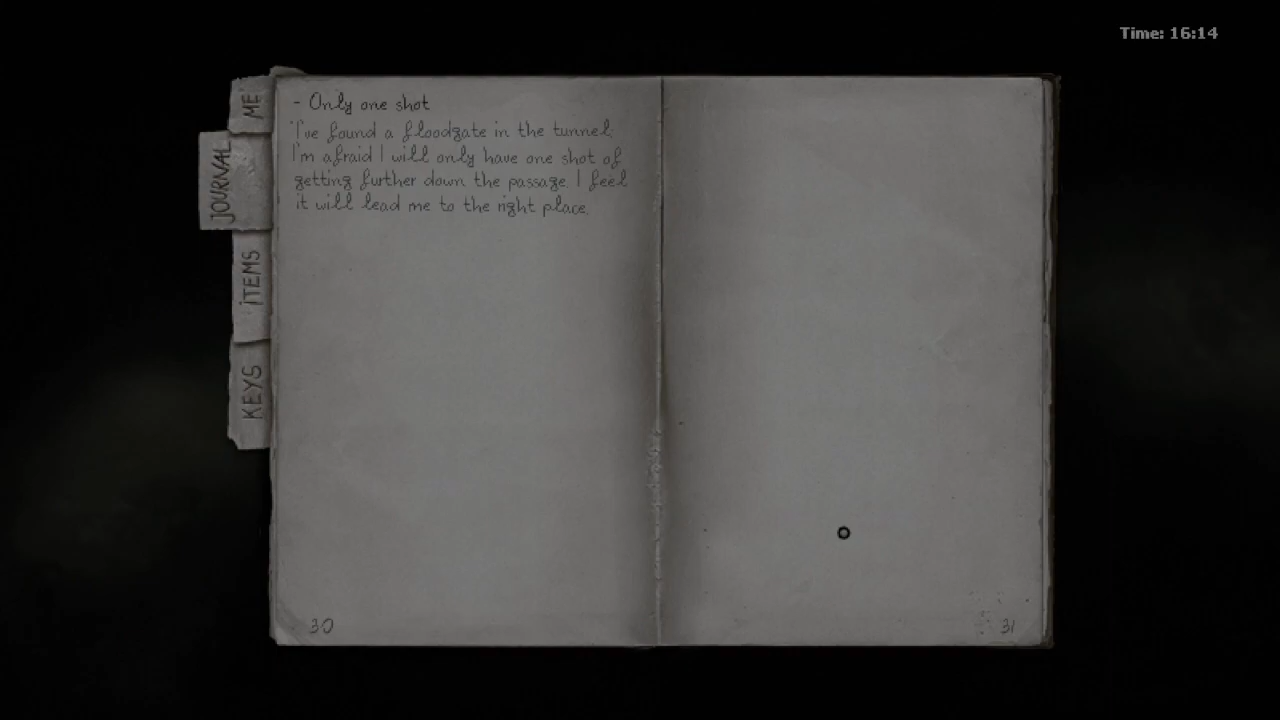 Time: 16:14
ME
JOURNAL
ITEMS
KEYS
- Only one shot
I've found a floodgate in the tunnel.
I'm afraid I will only have one shot of
getting further down the passage. I feel
it will lead me to the right place.
30
31